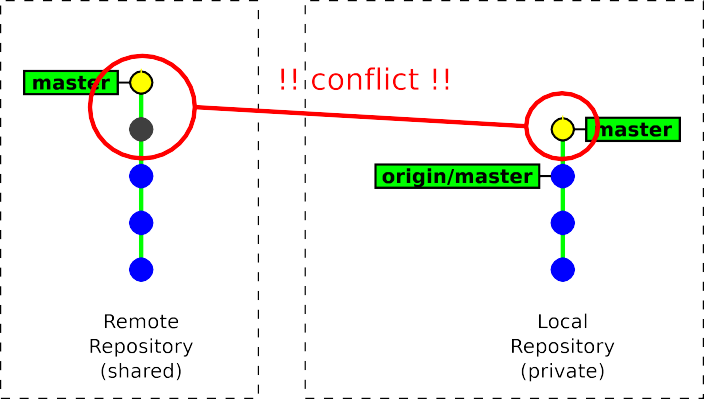 !! conflict !!
master
master
origin/master
Remote
Repository
(shared)
Local
Repository
(private)